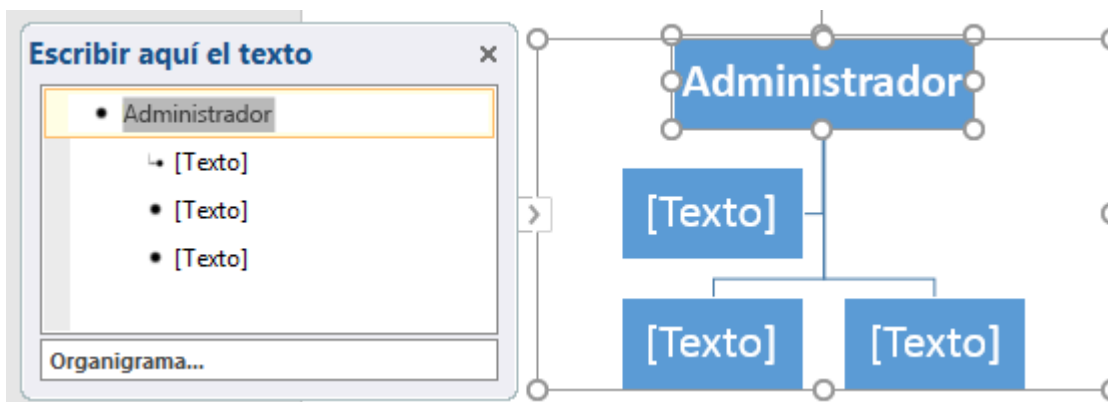 Escribir aquí el texto
Administrador
[Texto]
[Texto]
[Texto]
Organigrama...
Administrador
[Texto]
[Texto] [Texto]